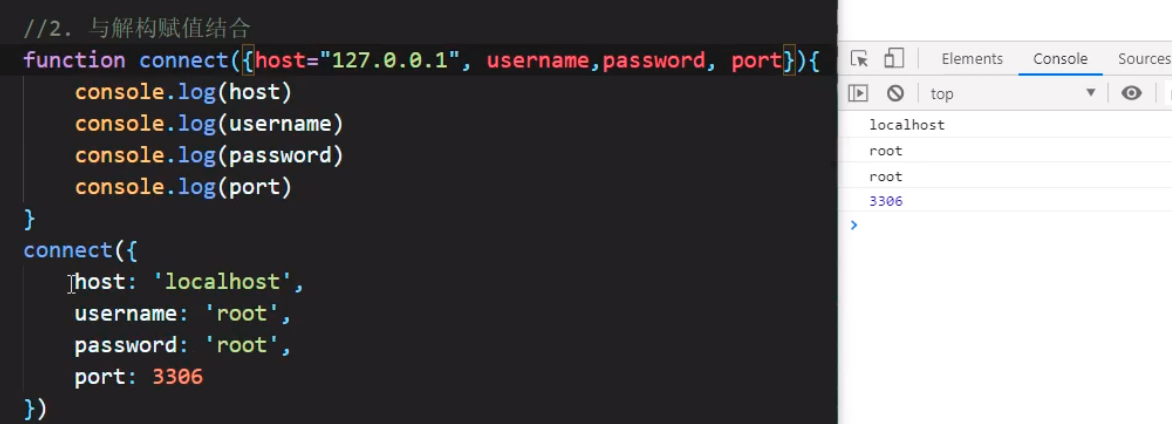 //2. 与解构赋值结合
function connect({host="127.0.0.1", username,password, port}){
    console.log(host)
    console.log(username)
    console.log(password)
    console.log(port)
}
connect({
    host: 'localhost',
    username: 'root',
    password: 'root',
    port: 3306
})
Elements Console Sources
top
localhost
root
root
3306